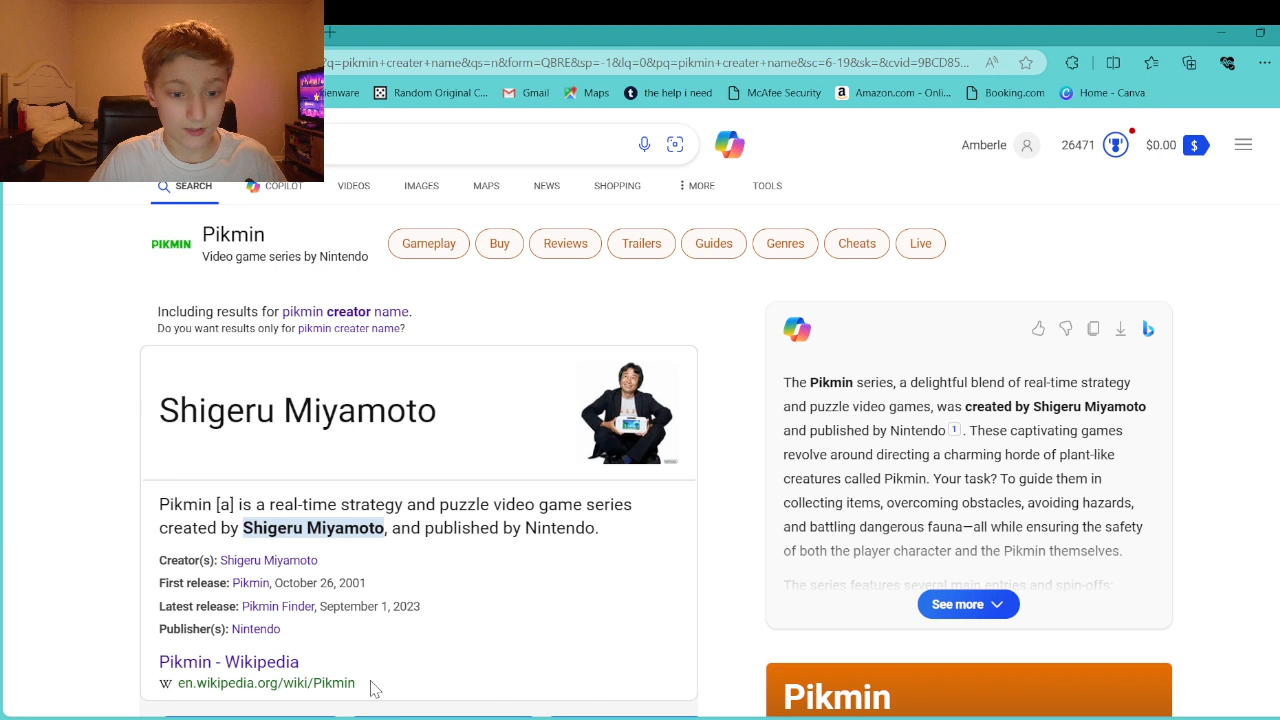 ?q=pikmin+creater+name&qs=n&form=QBRE&sp=-1&lq=0&pq=pikmin+creater+name&sc=6-19&sk=&cvid=9BCD85...
ienware Random Original C... Gmail Maps the help i need McAfee Security Amazon.com - Onli... Booking.com Home - Canva
Amberle 26471 $0.00 $
SEARCH COPILOT VIDEOS IMAGES MAPS NEWS SHOPPING MORE TOOLS
PIKMIN
Pikmin
Video game series by Nintendo
Gameplay Buy Reviews Trailers Guides Genres Cheats Live
Including results for pikmin creator name.
Do you want results only for pikmin creater name?
Shigeru Miyamoto
Pikmin [a] is a real-time strategy and puzzle video game series
created by Shigeru Miyamoto, and published by Nintendo.
Creator(s): Shigeru Miyamoto
First release: Pikmin, October 26, 2001
Latest release: Pikmin Finder, September 1, 2023
Publisher(s): Nintendo
Pikmin - Wikipedia
W en.wikipedia.org/wiki/Pikmin
The Pikmin series, a delightful blend of real-time strategy
and puzzle video games, was created by Shigeru Miyamoto
and published by Nintendo 1 . These captivating games
revolve around directing a charming horde of plant-like
creatures called Pikmin. Your task? To guide them in
collecting items, overcoming obstacles, avoiding hazards,
and battling dangerous fauna—all while ensuring the safety
of both the player character and the Pikmin themselves.
The series features several main entries and spin-offs:
See more
Pikmin